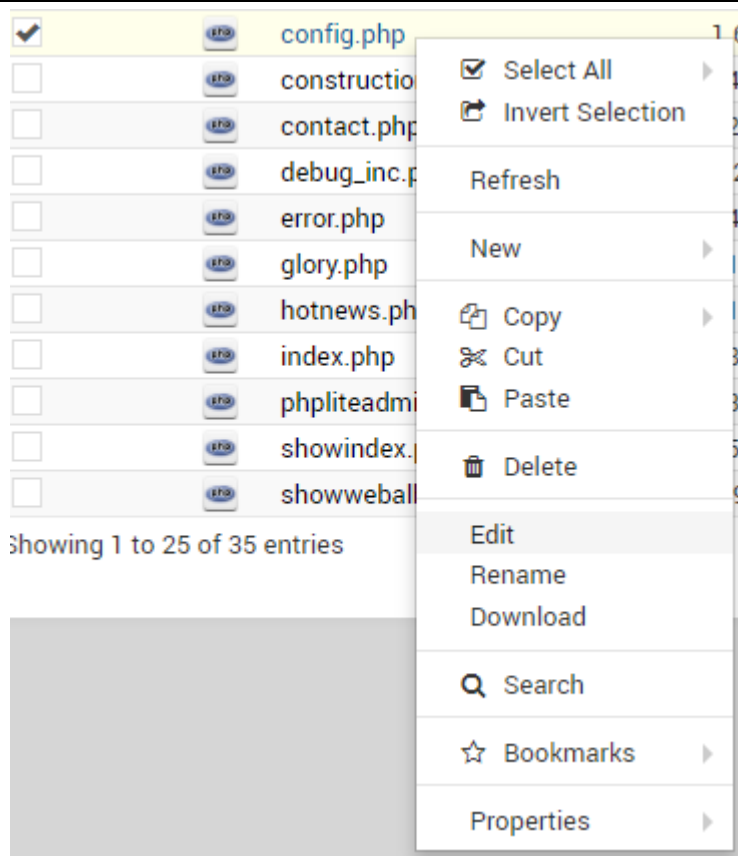 config.php
Select All
constructio
Invert Selection
contact.php
debug_inc.p
Refresh
error.php
New
glory.php
hotnews.ph
Copy
index.php
Cut
phpliteadmi
Paste
showindex.p
Delete
showweball
Edit
Showing 1 to 25 of 35 entries
Rename
Download
Search
Bookmarks
Properties